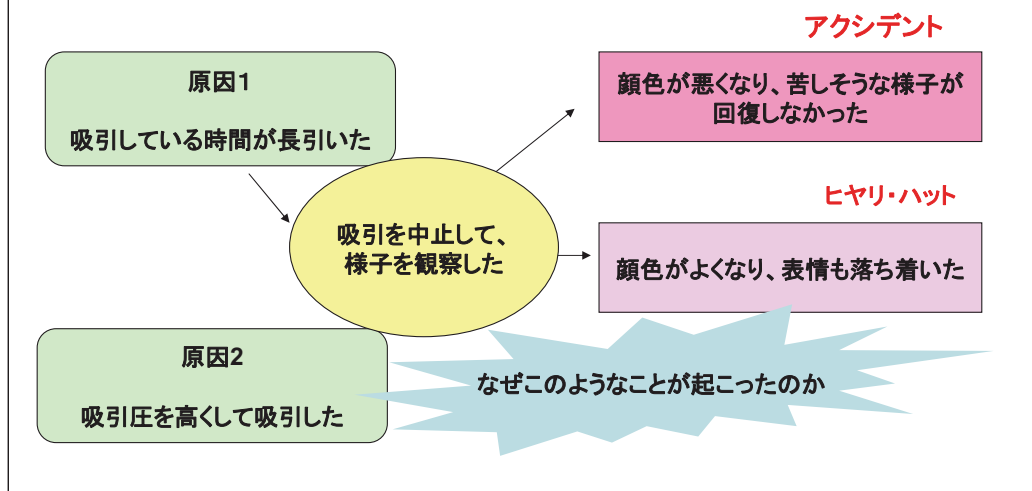 アクシデント
原因１
吸引している時間が長引いた
顔色が悪くなり、苦しそうな様子が
回復しなかった
吸引を中止して、
様子を観察した
ヒヤリ・ハット
顔色がよくなり、表情も落ち着いた
原因2
吸引圧を高くして吸引した
なぜこのようなことが起こったのか